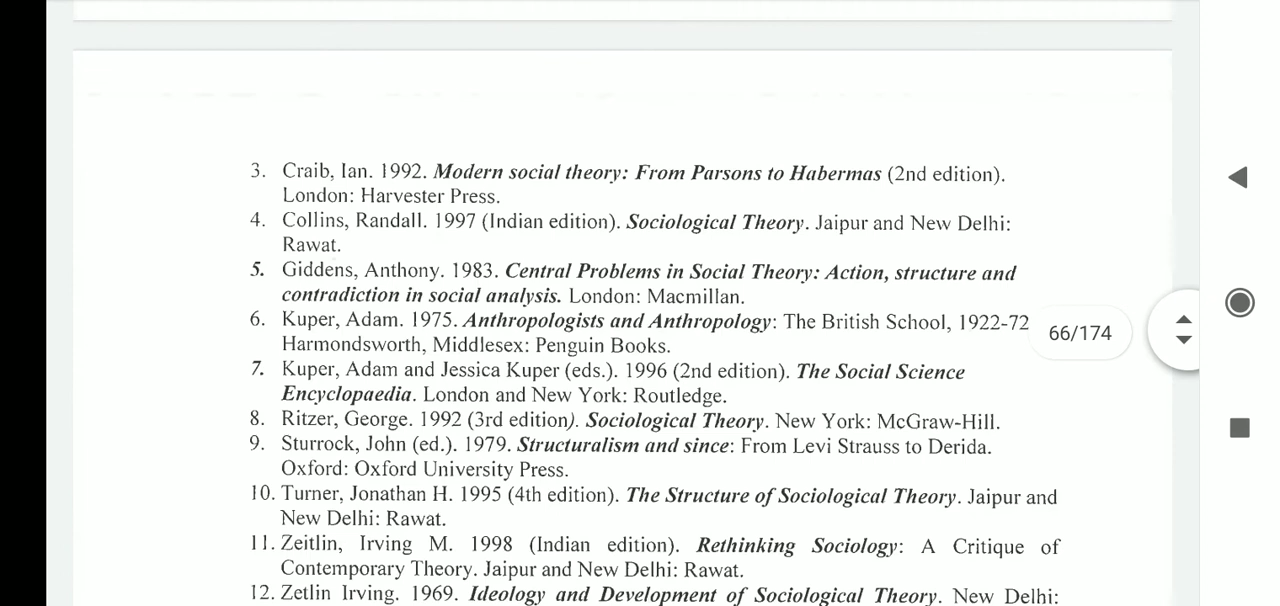 3. Craib, Ian. 1992. Modern social theory: From Parsons to Habermas (2nd edition).
London: Harvester Press.
4. Collins, Randall. 1997 (Indian edition). Sociological Theory. Jaipur and New Delhi:
Rawat.
5. Giddens, Anthony. 1983. Central Problems in Social Theory: Action, structure and
contradiction in social analysis. London: Macmillan.
6. Kuper, Adam. 1975. Anthropologists and Anthropology: The British School, 1922-72
Harmondsworth, Middlesex: Penguin Books.
66/174
7. Kuper, Adam and Jessica Kuper (eds.). 1996 (2nd edition). The Social Science
Encyclopaedia. London and New York: Routledge.
8. Ritzer, George. 1992 (3rd edition). Sociological Theory. New York: McGraw-Hill.
9. Sturrock, John (ed.). 1979. Structuralism and since: From Levi Strauss to Derida.
Oxford: Oxford University Press.
10. Turner, Jonathan H. 1995 (4th edition). The Structure of Sociological Theory. Jaipur and
New Delhi: Rawat.
11. Zeitlin, Irving M. 1998 (Indian edition). Rethinking Sociology: A Critique of
Contemporary Theory. Jaipur and New Delhi: Rawat.
12. Zetlin Irving. 1969. Ideology and Development of Sociological Theory. New Delhi: